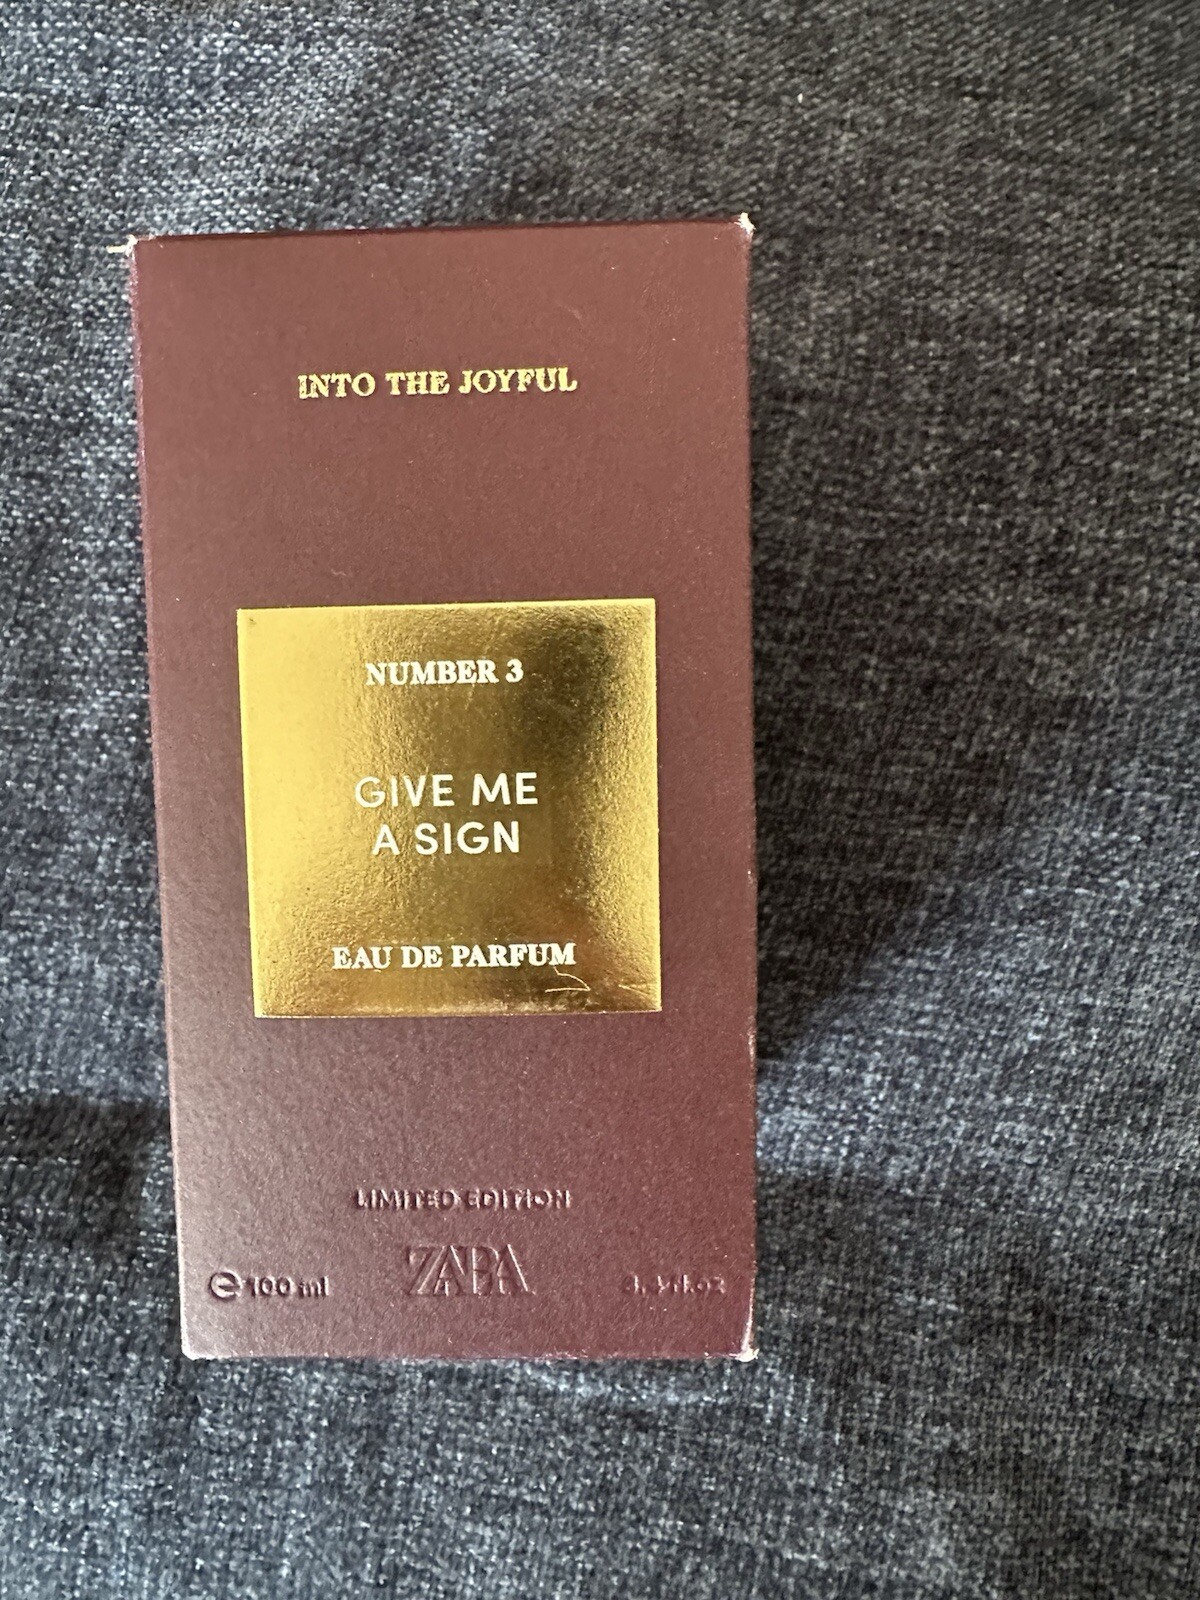 INTO THE JOYFUL
NUMBER 3
GIVE ME
A SIGN
EAU DE PARFUM
LIMITED EDITION
℮ 100 ml ZARA